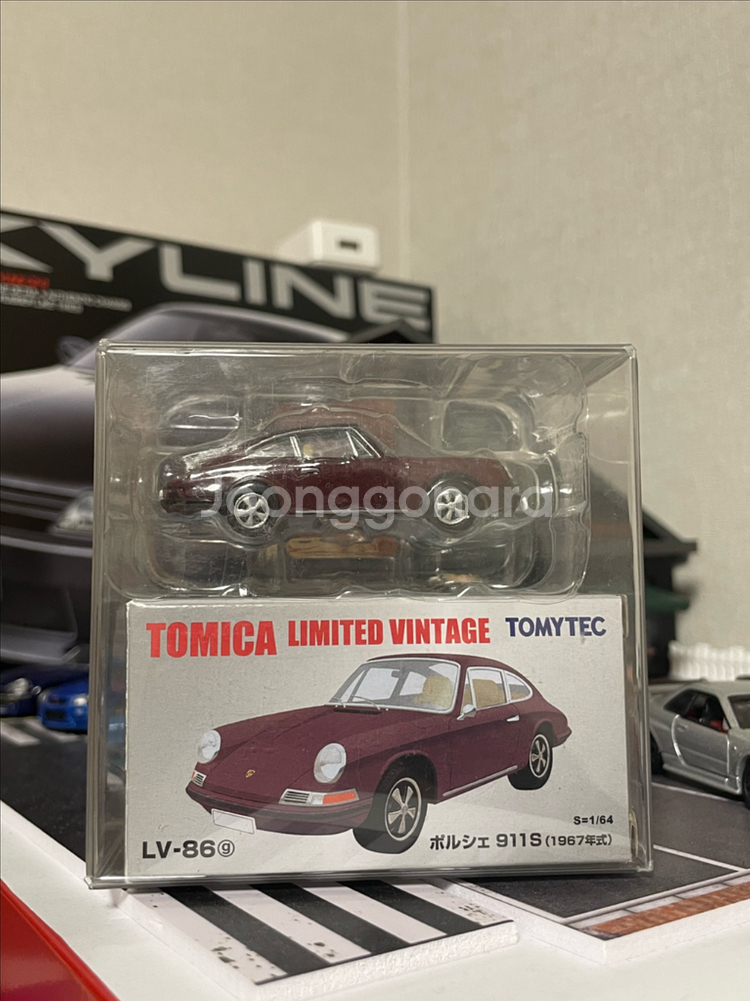 KYLINE
Joonggonara
TOMICA LIMITED VINTAGE TOMYTEC
S=1/64
LV-86ⓖ
ポルシェ 911S (1967年式)